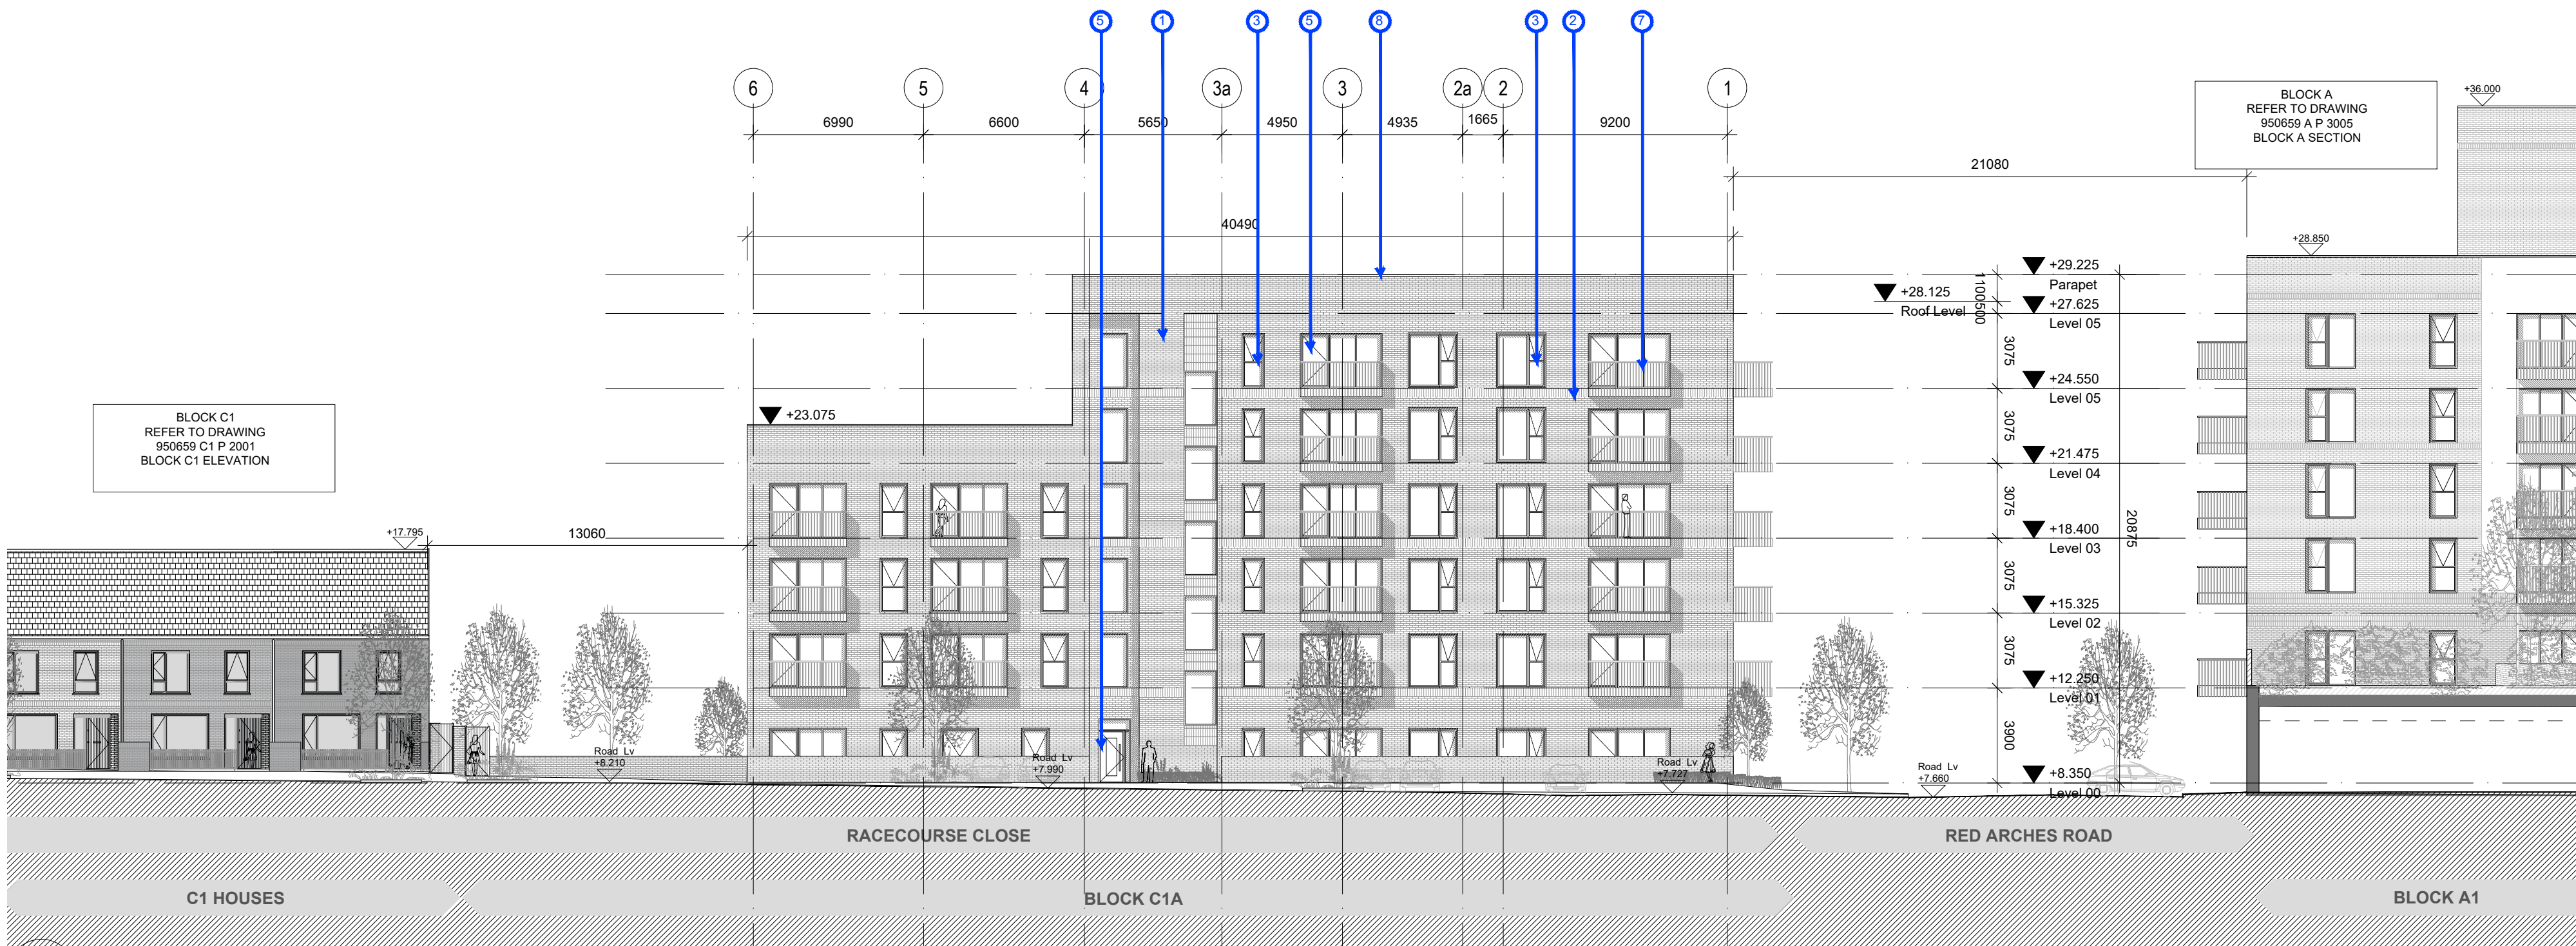 5
1
3
5
8
3
2
7
6
5
4
3a
3
2a
2
1
6990
6600
5650
4950
4935
1665
9200
21080
40490
BLOCK A
REFER TO DRAWING
950659 A P 3005
BLOCK A SECTION
+36.000
+28.850
+29.225
Parapet
+28.125
Roof Level
+27.625
Level 05
1100
500
3075
+24.550
Level 05
3075
+21.475
Level 04
3075
+18.400
Level 03
20875
3075
+15.325
Level 02
3075
+12.250
Level 01
3900
+8.350
Level 00
+23.075
BLOCK C1
REFER TO DRAWING
950659 C1 P 2001
BLOCK C1 ELEVATION
+17.795
13060
Road Lv
+8.210
Road Lv
+7.990
Road Lv
+7.727
Road Lv
+7.660
RACECOURSE CLOSE
RED ARCHES ROAD
C1 HOUSES
BLOCK C1A
BLOCK A1